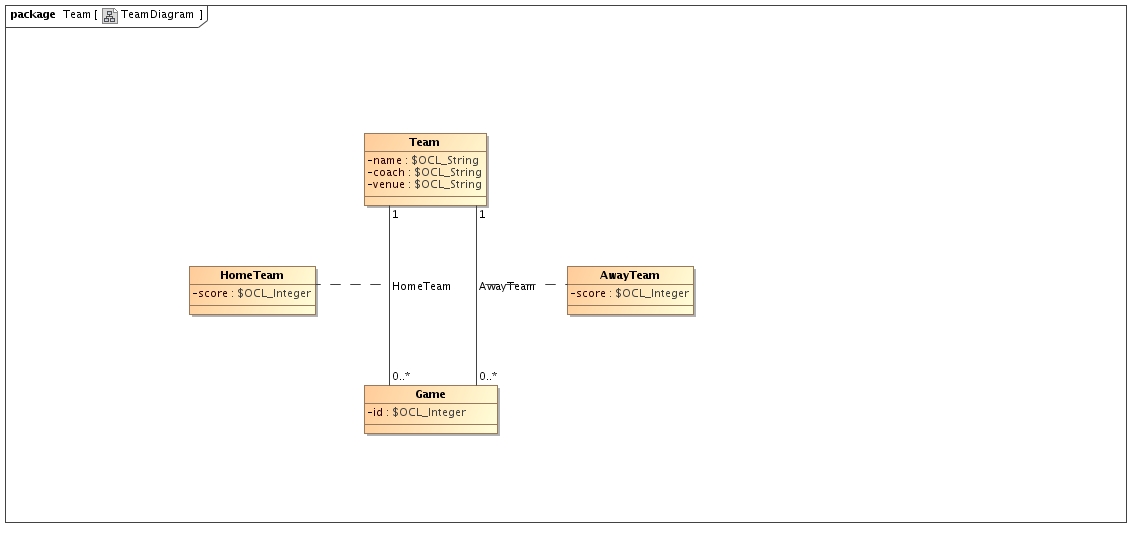 package Team [ TeamDiagram ]
Team
-name : $OCL_String
-coach : $OCL_String
-venue : $OCL_String
1
1
HomeTeam
-score : $OCL_Integer
HomeTeam
AwayTeam
AwayTeam
-score : $OCL_Integer
0..*
0..*
Game
-id : $OCL_Integer